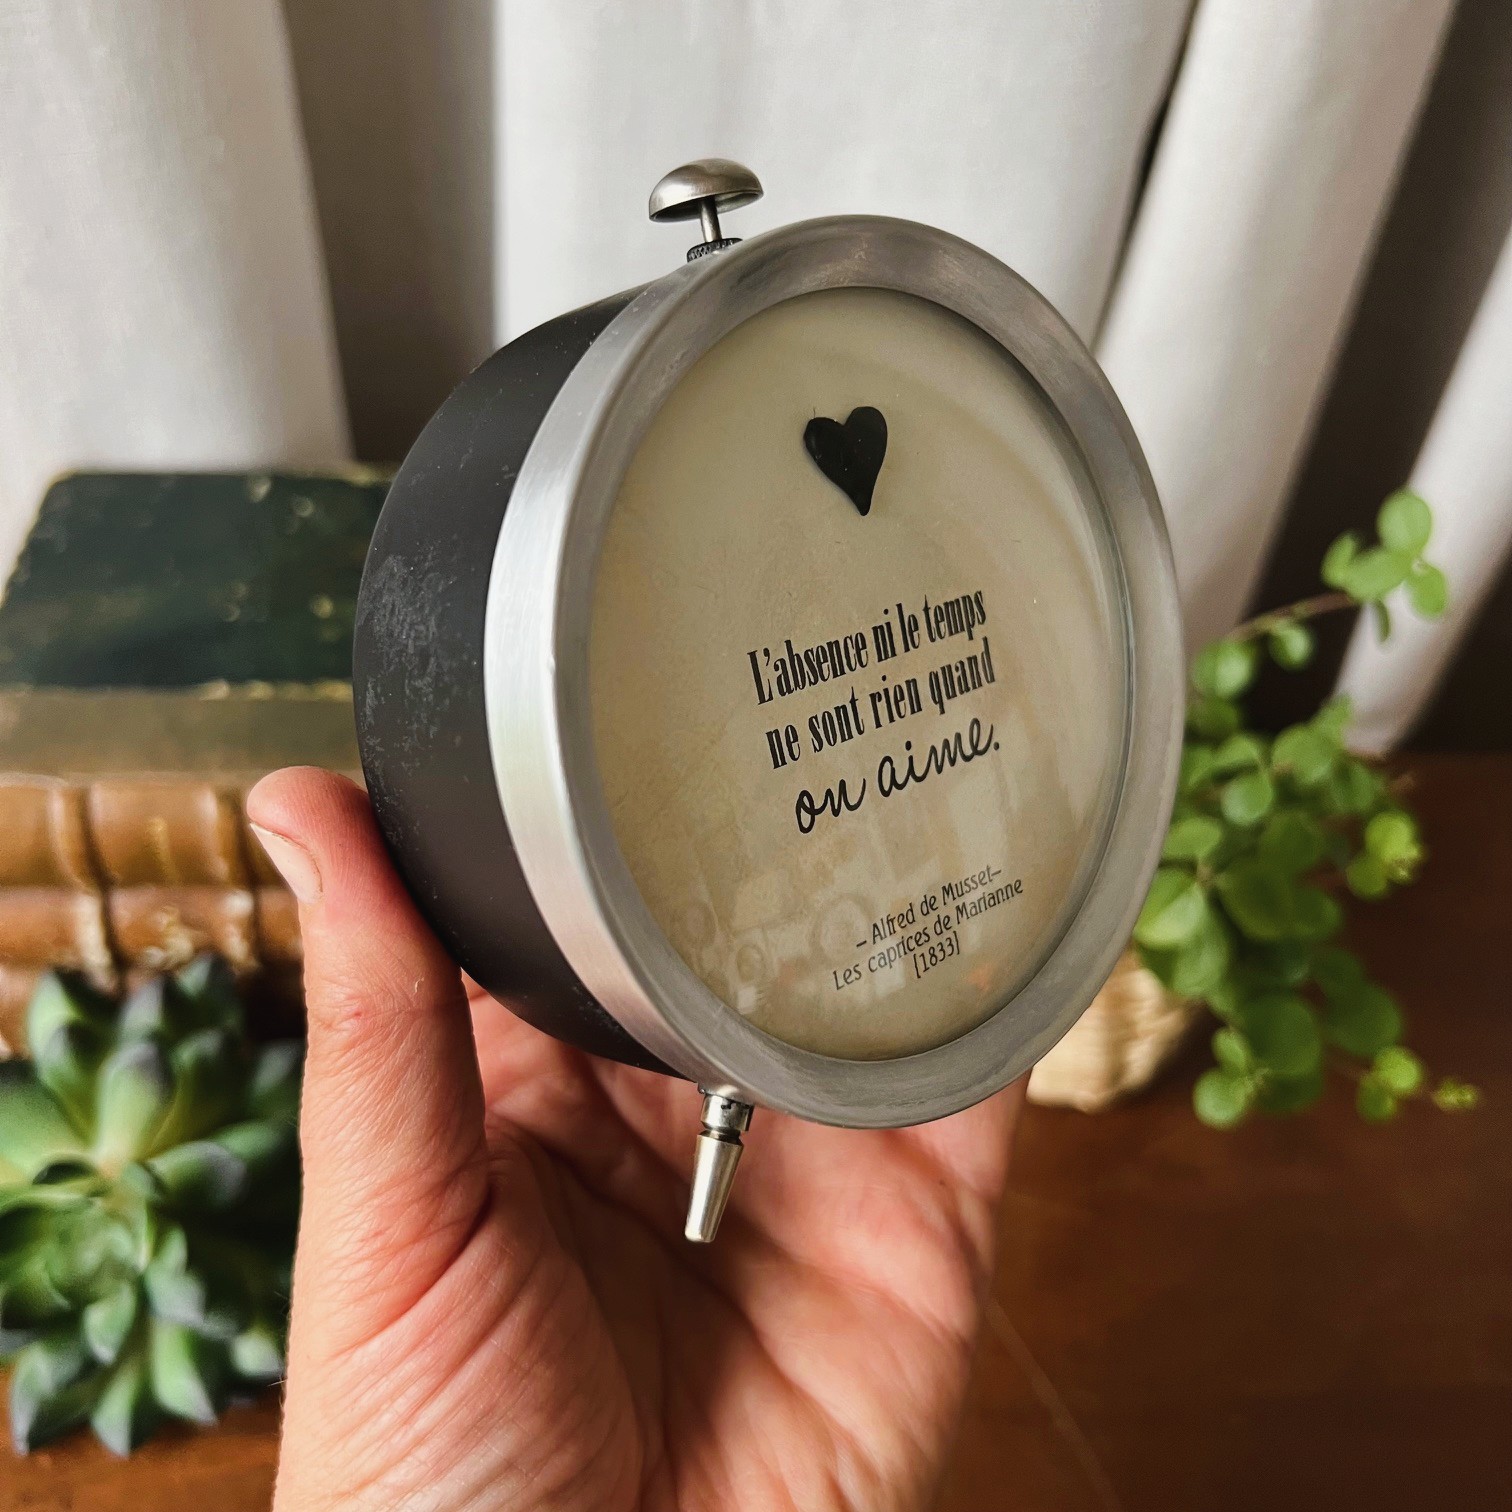 L'absence ni le temps
ne sont rien quand
on aime.
– Alfred de Musset–
Les caprices de Marianne
[1833]